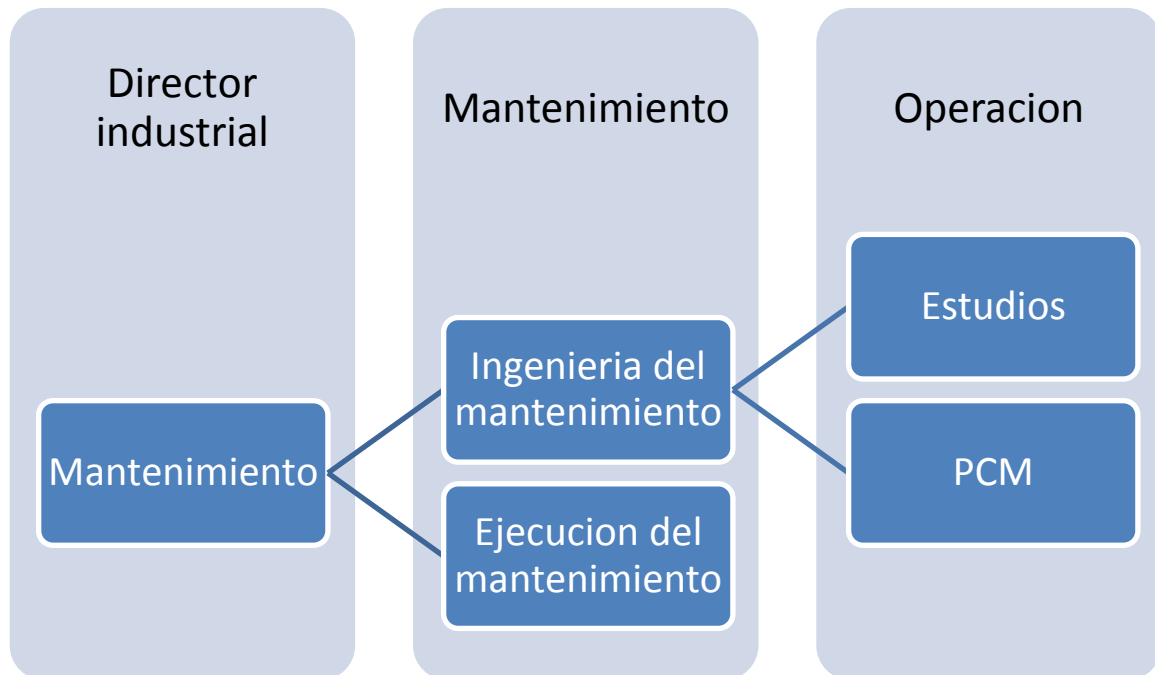 Director
industrial
Mantenimiento
Operacion
Mantenimiento
Ingenieria del
mantenimiento
Ejecucion del
mantenimiento
Estudios
PCM